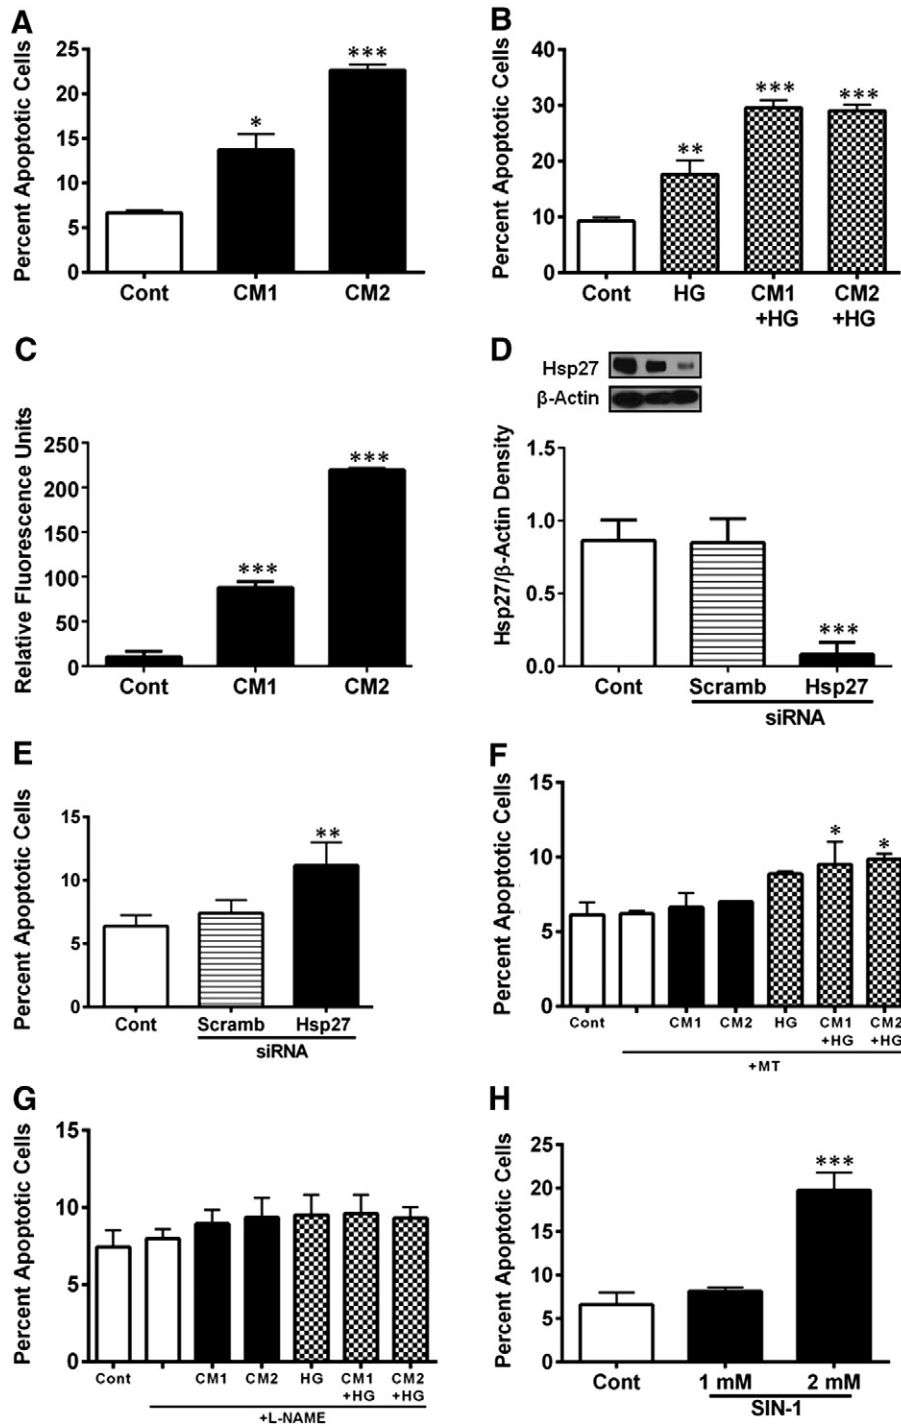 A
Percent Apoptotic Cells
25
20
15
10
5
0
*
***
Cont CM1 CM2
B
Percent Apoptotic Cells
40
30
20
10
0
**
***
***
Cont HG CM1 CM2
+HG +HG
C
Relative Fluorescence Units
250
200
150
100
50
0
***
***
Cont CM1 CM2
D
Hsp27
β-Actin
Hsp27/β-Actin Density
1.5
1.0
0.5
0.0
***
Cont Scramb Hsp27
siRNA
E
Percent Apoptotic Cells
15
10
5
0
**
Cont Scramb Hsp27
siRNA
F
Percent Apoptotic Cells
15
10
5
0
*
*
Cont CM1 CM2 HG CM1 CM2
+HG +HG
+MT
G
Percent Apoptotic Cells
15
10
5
0
Cont CM1 CM2 HG CM1 CM2
+HG +HG
+L-NAME
H
Percent Apoptotic Cells
25
20
15
10
5
0
***
Cont 1 mM 2 mM
SIN-1